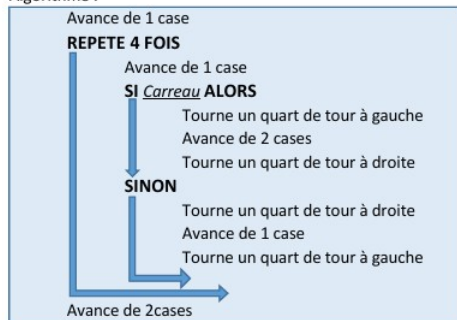 Avance de 1 case
REPETE 4 FOIS
Avance de 1 case
SI Carreau ALORS
Tourne un quart de tour à gauche
Avance de 2 cases
Tourne un quart de tour à droite
SINON
Tourne un quart de tour à droite
Avance de 1 case
Tourne un quart de tour à gauche
Avance de 2cases